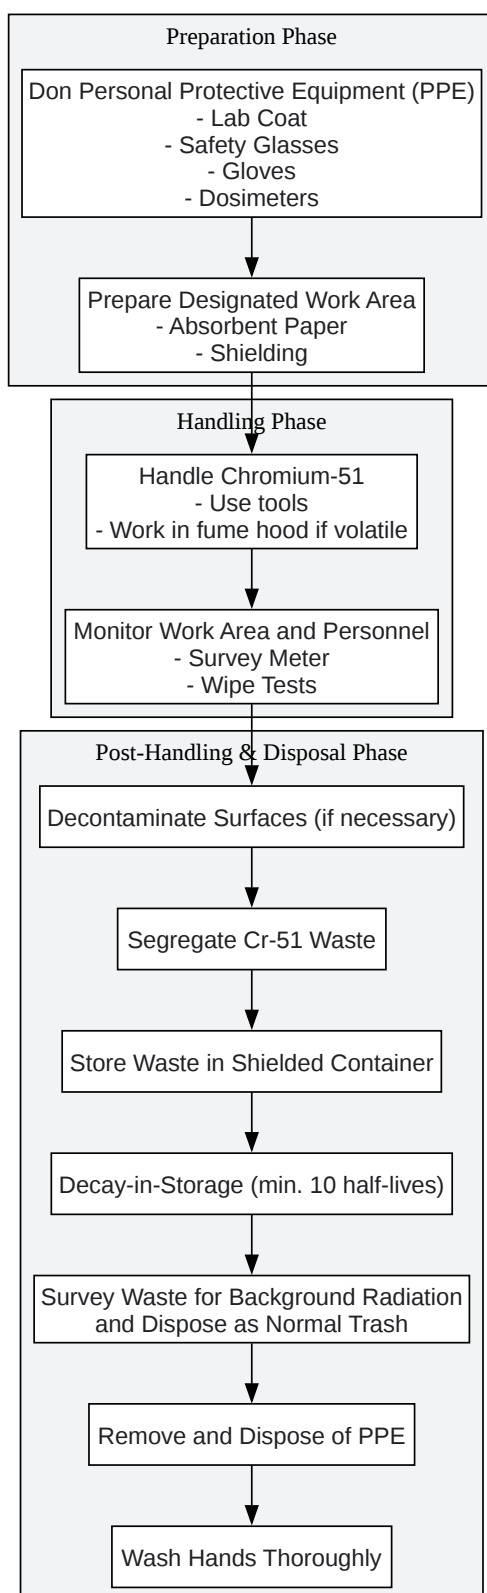 Preparation Phase
Don Personal Protective Equipment (PPE)
- Lab Coat
- Safety Glasses
- Gloves
- Dosimeters
Prepare Designated Work Area
- Absorbent Paper
- Shielding
Handling Phase
Handle Chromium-51
- Use tools
- Work in fume hood if volatile
Monitor Work Area and Personnel
- Survey Meter
- Wipe Tests
Post-Handling & Disposal Phase
Decontaminate Surfaces (if necessary)
Segregate Cr-51 Waste
Store Waste in Shielded Container
Decay-in-Storage (min. 10 half-lives)
Survey Waste for Background Radiation
and Dispose as Normal Trash
Remove and Dispose of PPE
Wash Hands Thoroughly